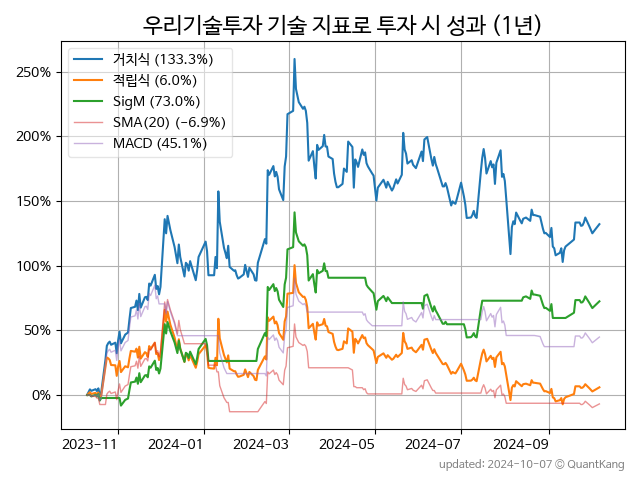 우리기술투자 기술 지표로 투자 시 성과 (1년)
거치식 (133.3%)
적립식 (6.0%)
SigM (73.0%)
SMA(20) (−6.9%)
MACD (45.1%)
250%
200%
150%
100%
50%
0%
2023-11 2024-01 2024-03 2024-05 2024-07 2024-09
updated: 2024-10-07 © QuantKang